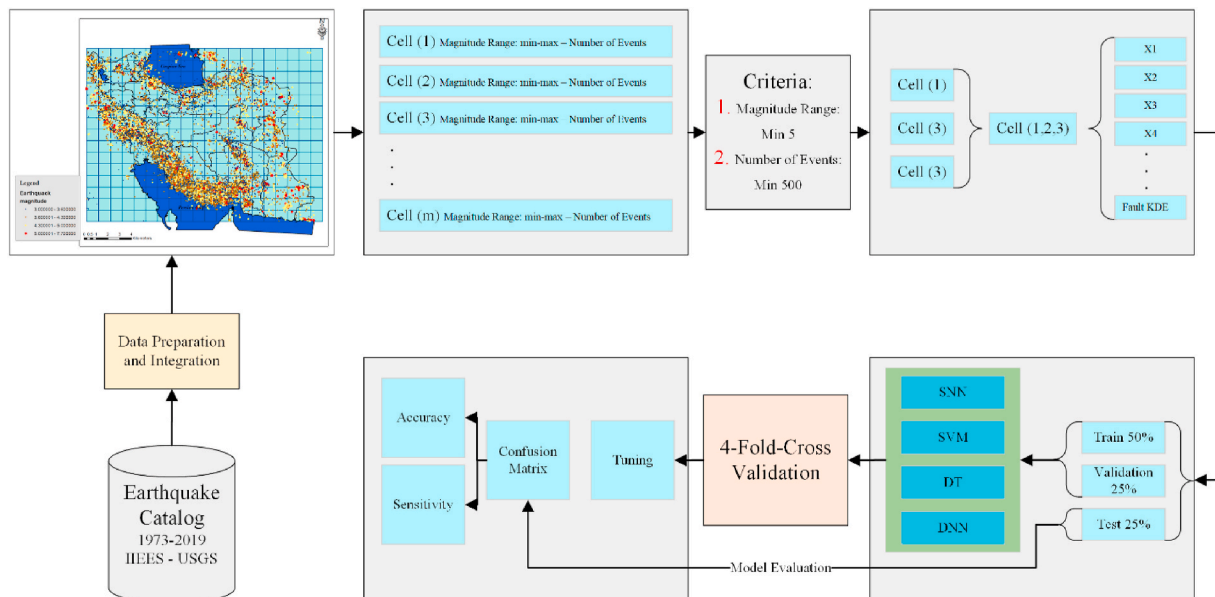 Legend
Earthquack
magnitude
Cell (1) Magnitude Range: min-max – Number of Events
Cell (2) Magnitude Range: min-max – Number of Events
Cell (3) Magnitude Range: min-max – Number of Events
.
.
.
Cell (m) Magnitude Range: min-max – Number of Events
Criteria:
1. Magnitude Range:
Min 5
2. Number of Events:
Min 500
Cell (1)
Cell (3)
Cell (3)
Cell (1,2,3)
X1
X2
X3
X4
.
.
.
Fault KDE
Data Preparation
and Integration
Earthquake
Catalog
1973-2019
IIEES - USGS
Accuracy
Sensitivity
Confusion
Matrix
Tuning
4-Fold-Cross
Validation
SNN
SVM
DT
DNN
Train 50%
Validation
25%
Test 25%
Model Evaluation